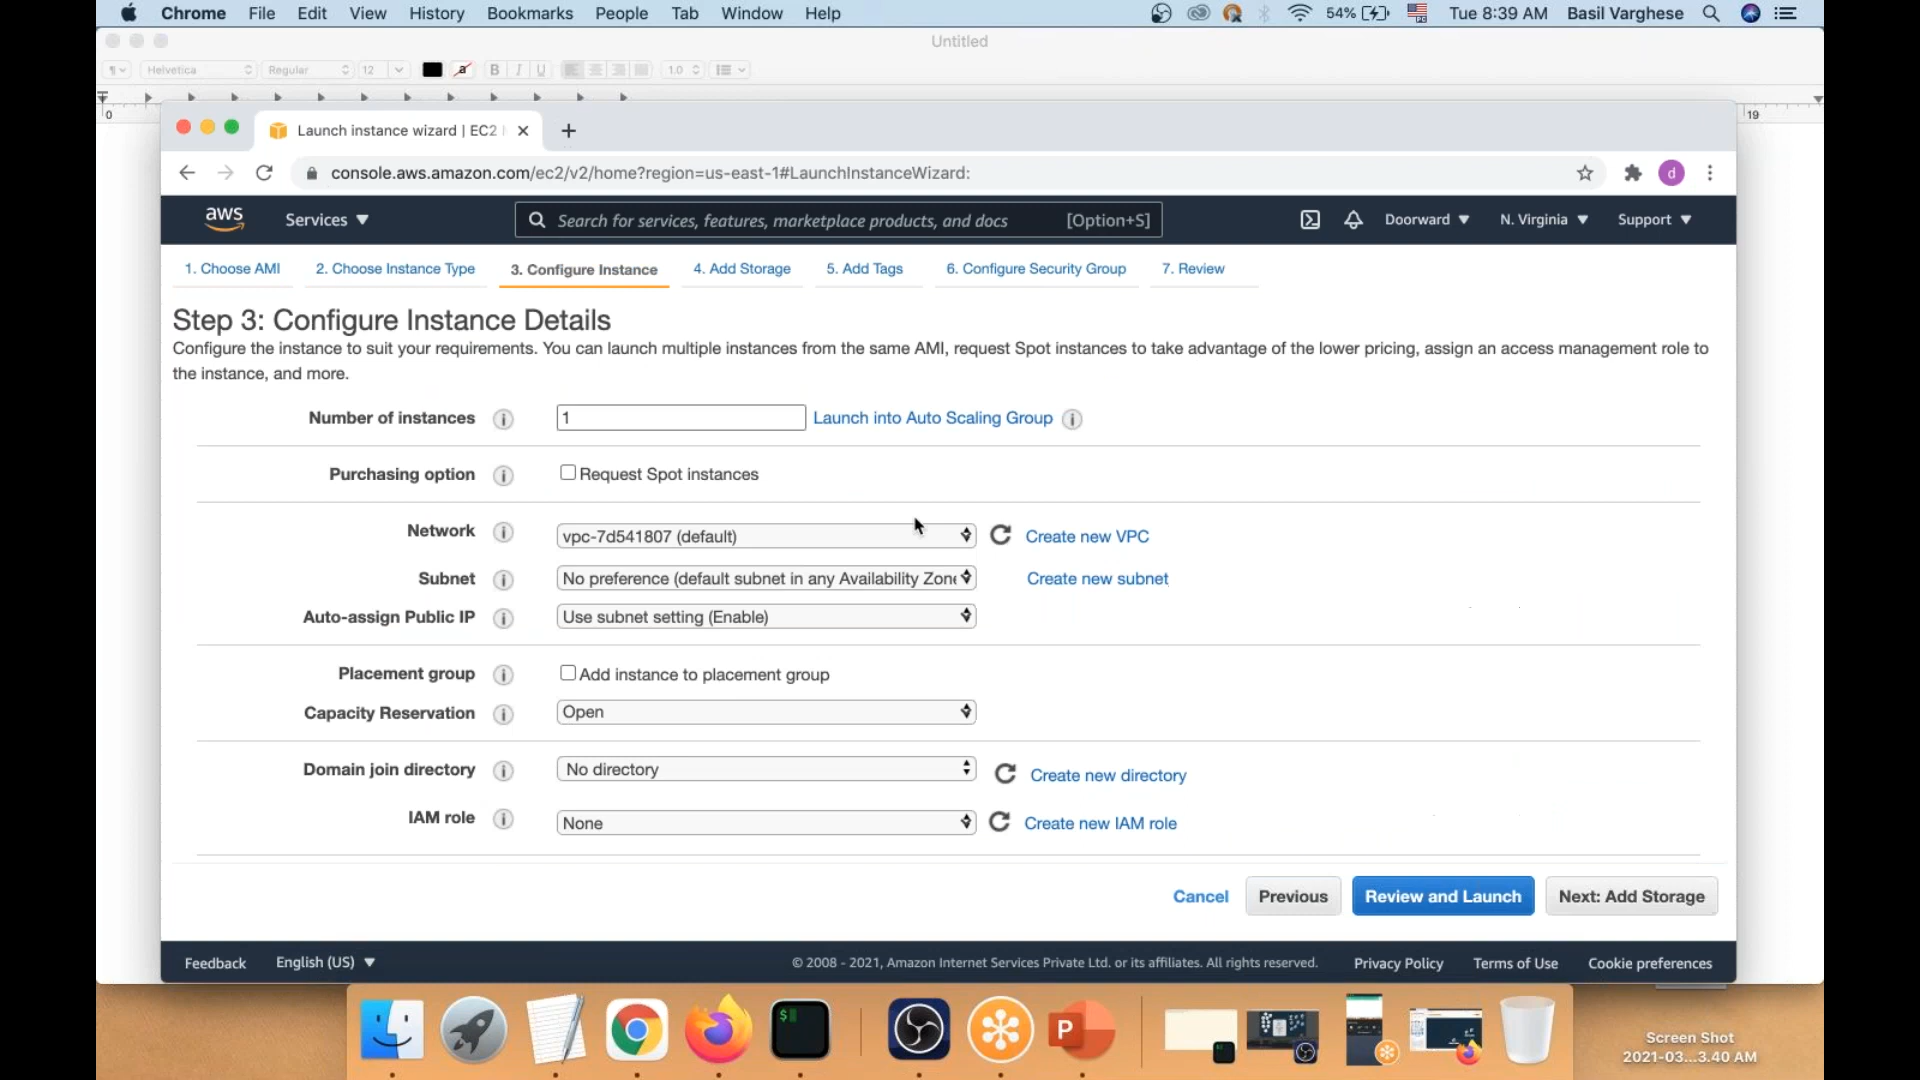 Chrome File Edit View History Bookmarks People Tab Window Help 54% Tue 8:39 AM Basil Varghese
Untitled
Helvetica Regular 12 a B I U 1.0
0 19
Launch instance wizard | EC2
console.aws.amazon.com/ec2/v2/home?region=us-east-1#LaunchInstanceWizard: d
aws Services Search for services, features, marketplace products, and docs [Option+S] Doorward N. Virginia Support
1. Choose AMI 2. Choose Instance Type 3. Configure Instance 4. Add Storage 5. Add Tags 6. Configure Security Group 7. Review
Step 3: Configure Instance Details
Configure the instance to suit your requirements. You can launch multiple instances from the same AMI, request Spot instances to take advantage of the lower pricing, assign an access management role to
the instance, and more.
Number of instances i 1 Launch into Auto Scaling Group i
Purchasing option i Request Spot instances
Network i vpc-7d541807 (default) Create new VPC
Subnet i No preference (default subnet in any Availability Zone Create new subnet
Auto-assign Public IP i Use subnet setting (Enable)
Placement group i Add instance to placement group
Capacity Reservation i Open
Domain join directory i No directory Create new directory
IAM role i None Create new IAM role
Cancel Previous Review and Launch Next: Add Storage
Feedback English (US) © 2008 - 2021, Amazon Internet Services Private Ltd. or its affiliates. All rights reserved. Privacy Policy Terms of Use Cookie preferences
$ P
Screen Shot
2021-03...3.40 AM